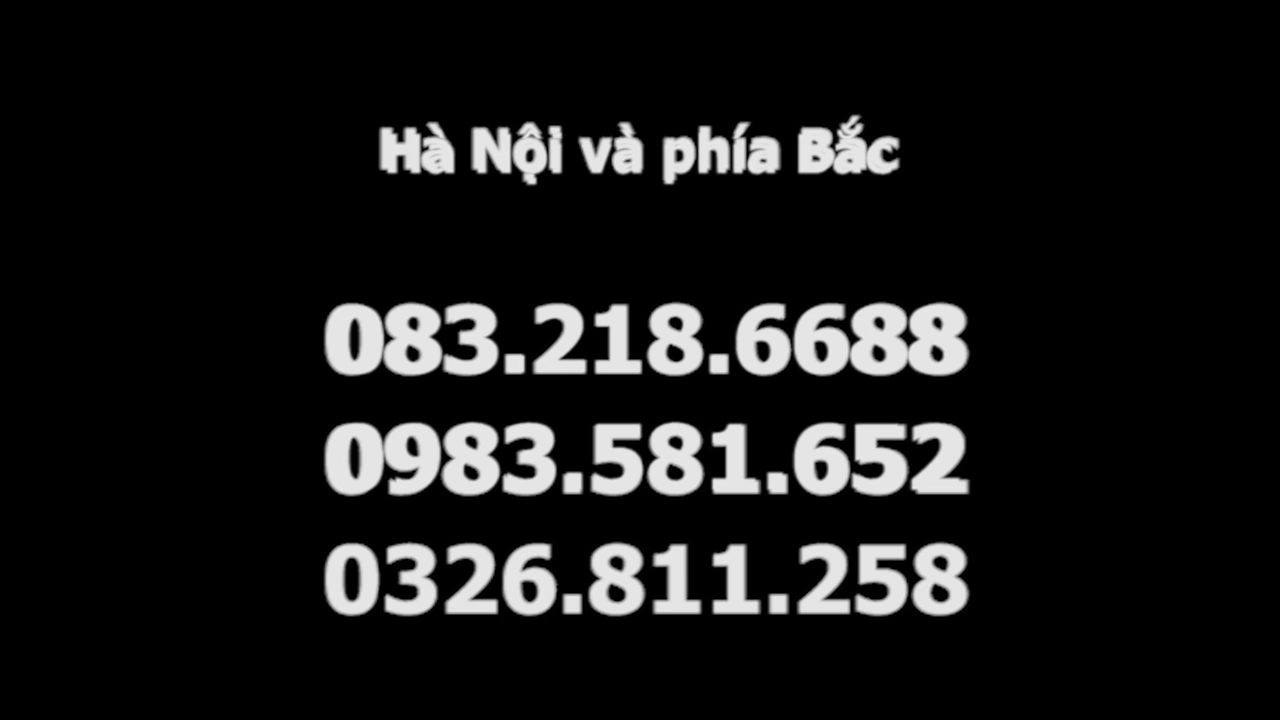 Hà Nội và phía Bắc
083.218.6688
0983.581.652
0326.811.258